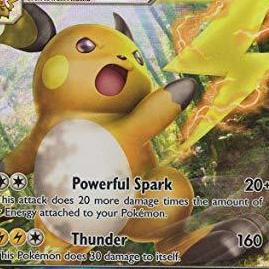 Powerful Spark 20+
his attack does 20 more damage times the amount of
Energy attached to your Pokémon.
Thunder 160
his Pokémon does 30 damage to itself.